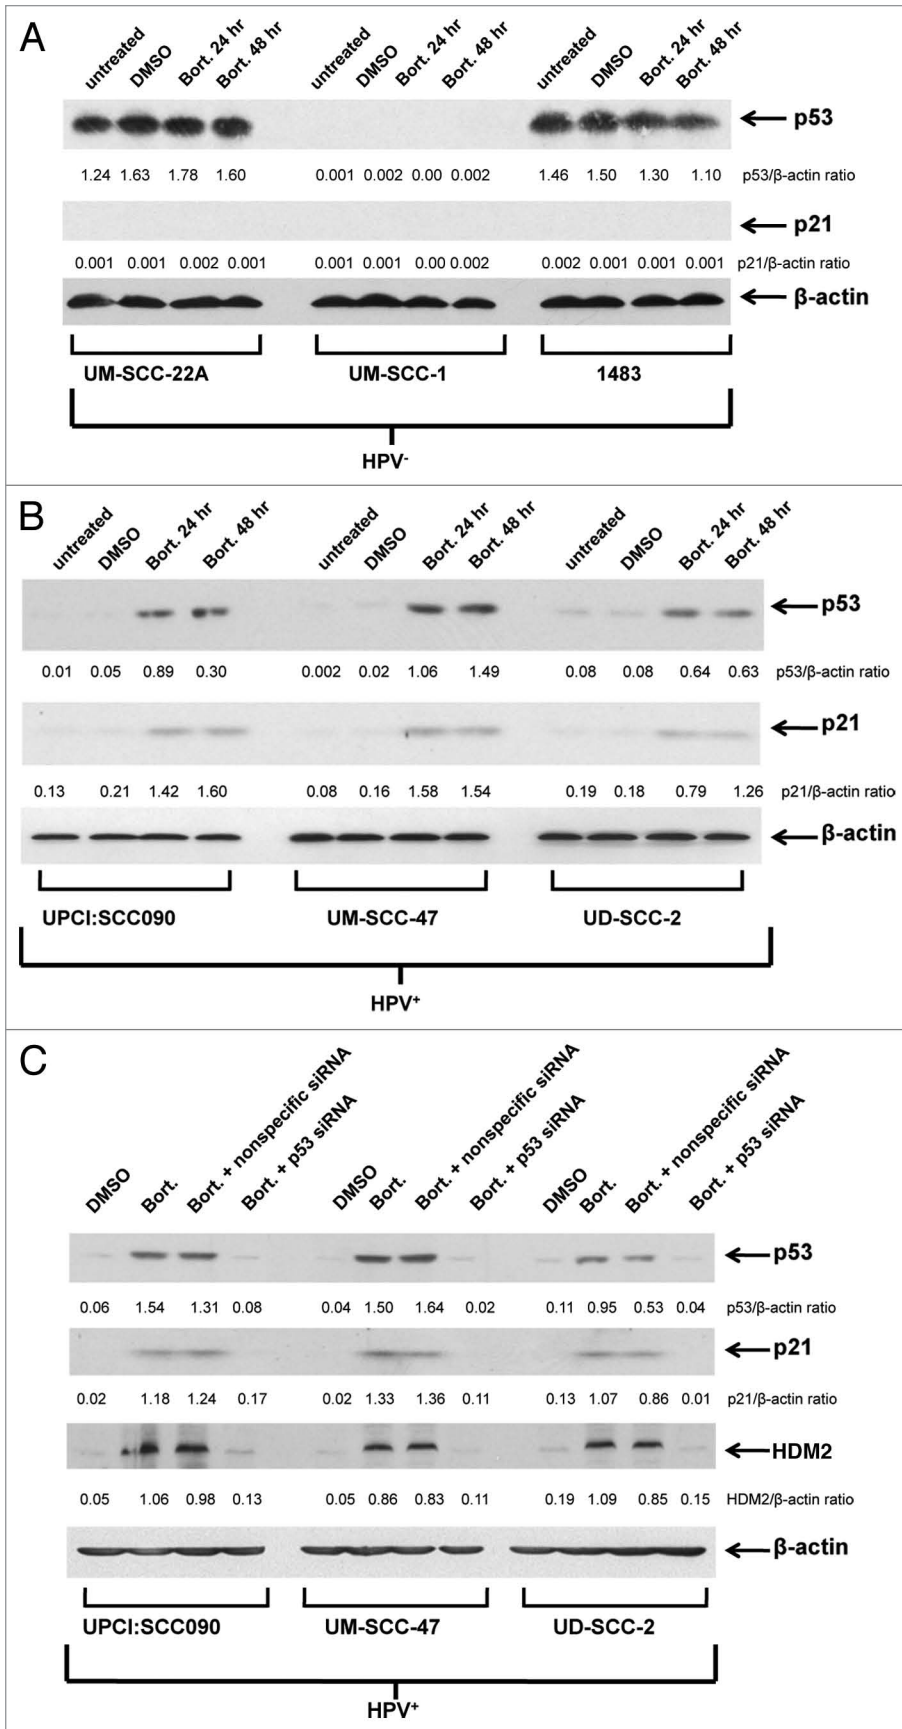 A
untreated DMSO Bort. 24 hr Bort. 48 hr untreated DMSO Bort. 24 hr Bort. 48 hr untreated DMSO Bort. 24 hr Bort. 48 hr
p53
1.24 1.63 1.78 1.60 0.001 0.002 0.00 0.002 1.46 1.50 1.30 1.10 p53/β-actin ratio
p21
0.001 0.001 0.002 0.001 0.001 0.001 0.00 0.002 0.002 0.001 0.001 0.001 p21/β-actin ratio
β-actin
UM-SCC-22A UM-SCC-1 1483
HPV-
B
untreated DMSO Bort. 24 hr Bort. 48 hr untreated DMSO Bort. 24 hr Bort. 48 hr untreated DMSO Bort. 24 hr Bort. 48 hr
p53
0.01 0.05 0.89 0.30 0.002 0.02 1.06 1.49 0.08 0.08 0.64 0.63 p53/β-actin ratio
p21
0.13 0.21 1.42 1.60 0.08 0.16 1.58 1.54 0.19 0.18 0.79 1.26 p21/β-actin ratio
β-actin
UPCI:SCC090 UM-SCC-47 UD-SCC-2
HPV+
C
DMSO Bort. Bort. + nonspecific siRNA Bort. + p53 siRNA DMSO Bort. Bort. + nonspecific siRNA Bort. + p53 siRNA DMSO Bort. Bort. + nonspecific siRNA Bort. + p53 siRNA
p53
0.06 1.54 1.31 0.08 0.04 1.50 1.64 0.02 0.11 0.95 0.53 0.04 p53/β-actin ratio
p21
0.02 1.18 1.24 0.17 0.02 1.33 1.36 0.11 0.13 1.07 0.86 0.01 p21/β-actin ratio
HDM2
0.05 1.06 0.98 0.13 0.05 0.86 0.83 0.11 0.19 1.09 0.85 0.15 HDM2/β-actin ratio
β-actin
UPCI:SCC090 UM-SCC-47 UD-SCC-2
HPV+